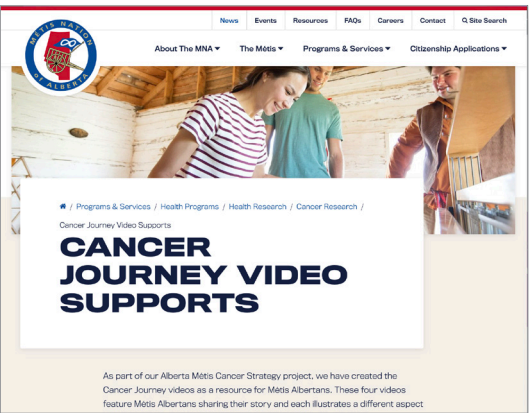 News Events Resources FAQs Careers Contact Site Search
MÉTIS NATION
of ALBERTA
About The MNA The Métis Programs & Services Citizenship Applications
/ Programs & Services / Health Programs / Health Research / Cancer Research /
Cancer Journey Video Supports
CANCER
JOURNEY VIDEO
SUPPORTS
As part of our Alberta Métis Cancer Strategy project, we have created the
Cancer Journey videos as a resource for Métis Albertans. These four videos
feature Métis Albertans sharing their story and each illustrates a different aspect